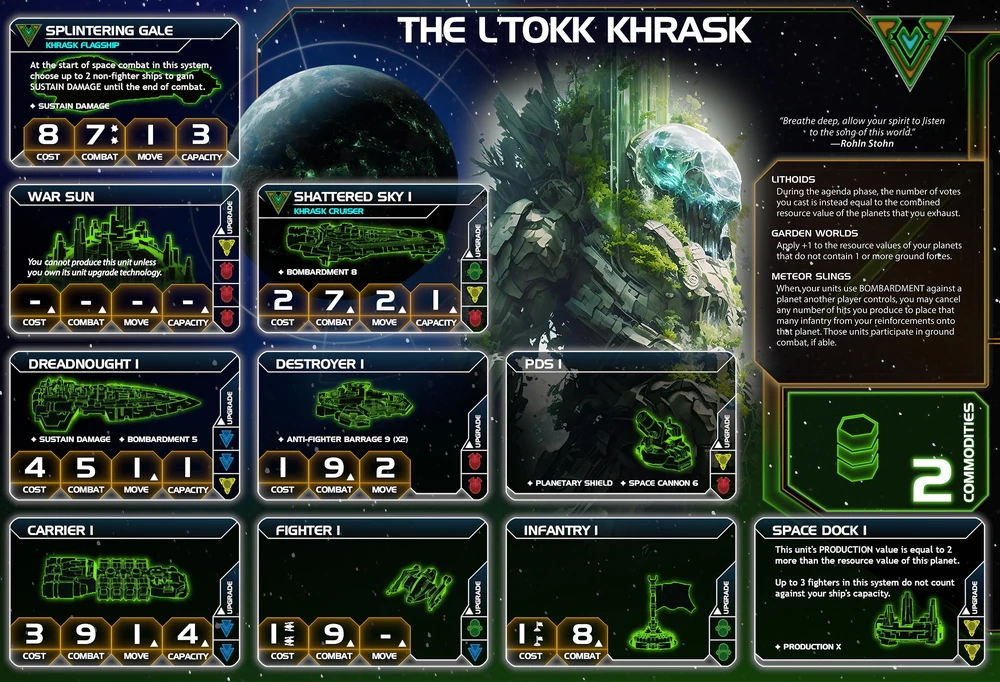 THE LTOKK KHRASK
SPLINTERING GALE
KHRASK FLAGSHIP
At the start of space combat in this system,
choose up to 2 non-fighter ships to gain
SUSTAIN DAMAGE until the end of combat.
SUSTAIN DAMAGE
8 7 1 3
COST COMBAT MOVE CAPACITY
"Breathe deep, allow your spirit to listen
to the song of this world."
—Rohln Stohn
LITHOIDS
During the agenda phase, the number of votes
you cast is instead equal to the combined
resource value of the planets that you exhaust.
GARDEN WORLDS
Apply +1 to the resource values of your planets
that do not contain 1 or more ground forces.
METEOR SLINGS
When your units use BOMBARDMENT against a
planet another player controls, you may cancel
any number of hits you produce to place that
many infantry from your reinforcements onto
that planet. Those units participate in ground
combat, if able.
WAR SUN
UPGRADE
You cannot produce this unit unless
you own its unit upgrade technology.
- - - -
COST COMBAT MOVE CAPACITY
SHATTERED SKY I
KHRASK CRUISER
UPGRADE
BOMBARDMENT 8
2 7 2 1
COST COMBAT MOVE CAPACITY
DREADNOUGHT I
UPGRADE
SUSTAIN DAMAGE BOMBARDMENT 5
4 5 1 1
COST COMBAT MOVE CAPACITY
DESTROYER I
UPGRADE
ANTI-FIGHTER BARRAGE 9 (X2)
1 9 2
COST COMBAT MOVE
PDS I
UPGRADE
PLANETARY SHIELD SPACE CANNON 6
2
COMMODITIES
CARRIER I
UPGRADE
3 9 1 4
COST COMBAT MOVE CAPACITY
FIGHTER I
UPGRADE
1 9 -
COST COMBAT MOVE
INFANTRY I
UPGRADE
1 8
COST COMBAT
SPACE DOCK I
This unit's PRODUCTION value is equal to 2
more than the resource value of this planet.
Up to 3 fighters in this system do not count
against your ship's capacity.
UPGRADE
PRODUCTION X